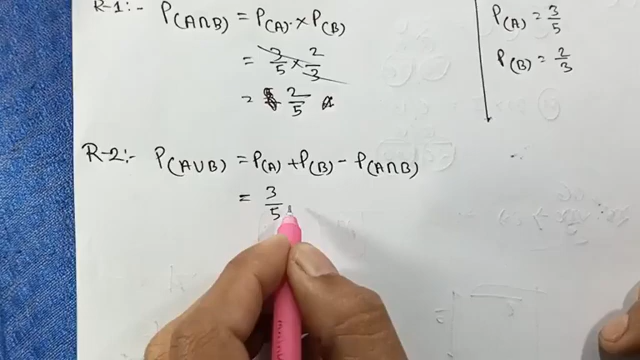 R-1:- P(A∩B) = P(A) · × P(B)
= 3/5 × 2/3
= 2/5
R-2:- P(A∪B) = P(A) + P(B) - P(A∩B)
= 3/5
P(A) = 3/5
P(B) = 2/3